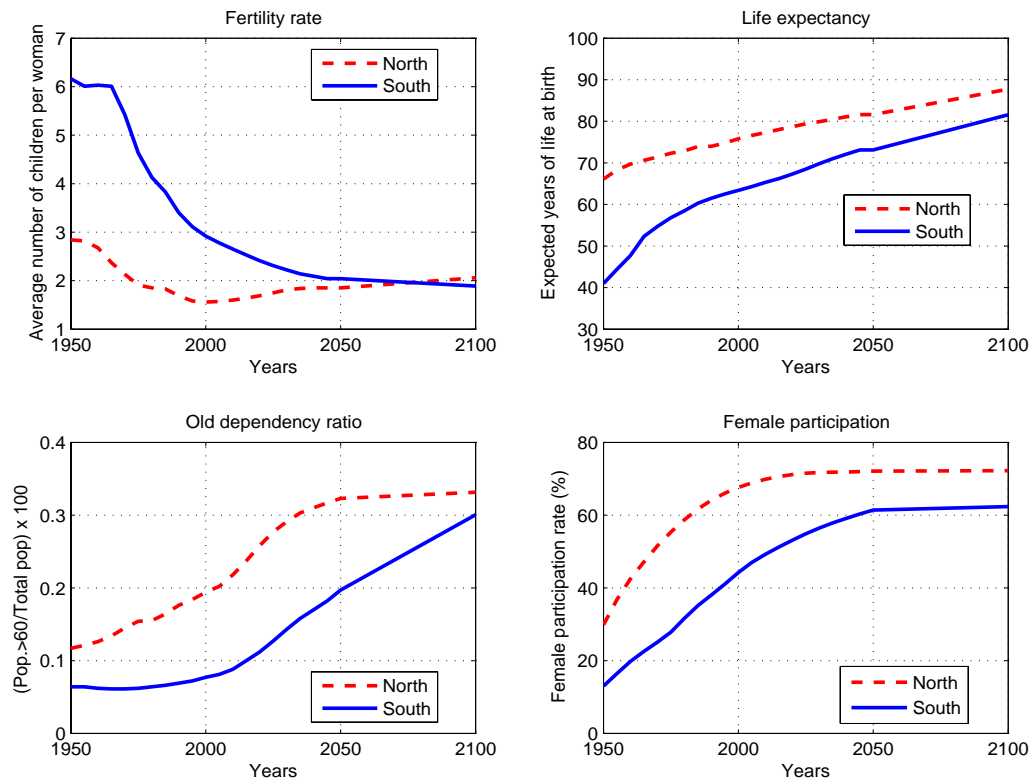 Fertility rate
7
6
5
4
3
2
1
Average number of children per woman
North
South
1950 2000 2050 2100
Years
Life expectancy
100
90
80
70
60
50
40
30
Expected years of life at birth
North
South
1950 2000 2050 2100
Years
Old dependency ratio
0.4
0.3
0.2
0.1
0
(Pop.>60/Total pop) x 100
North
South
1950 2000 2050 2100
Years
Female participation
80
60
40
20
0
Female participation rate (%)
North
South
1950 2000 2050 2100
Years